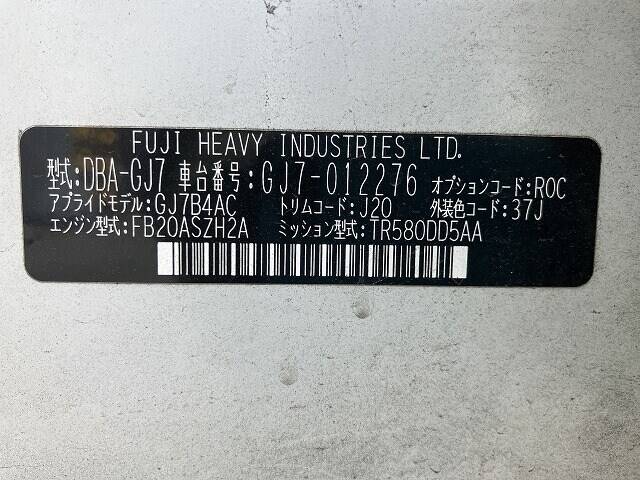 FUJI HEAVY INDUSTRIES LTD.
型式:DBA-GJ7 車台番号:GJ7-012276 オプションコード:ROC
アプライドモデル:GJ7B4AC トリムコード:J20 外装色コード:37J
エンジン型式:FB20ASZH2A ミッション型式:TR580DD5AA